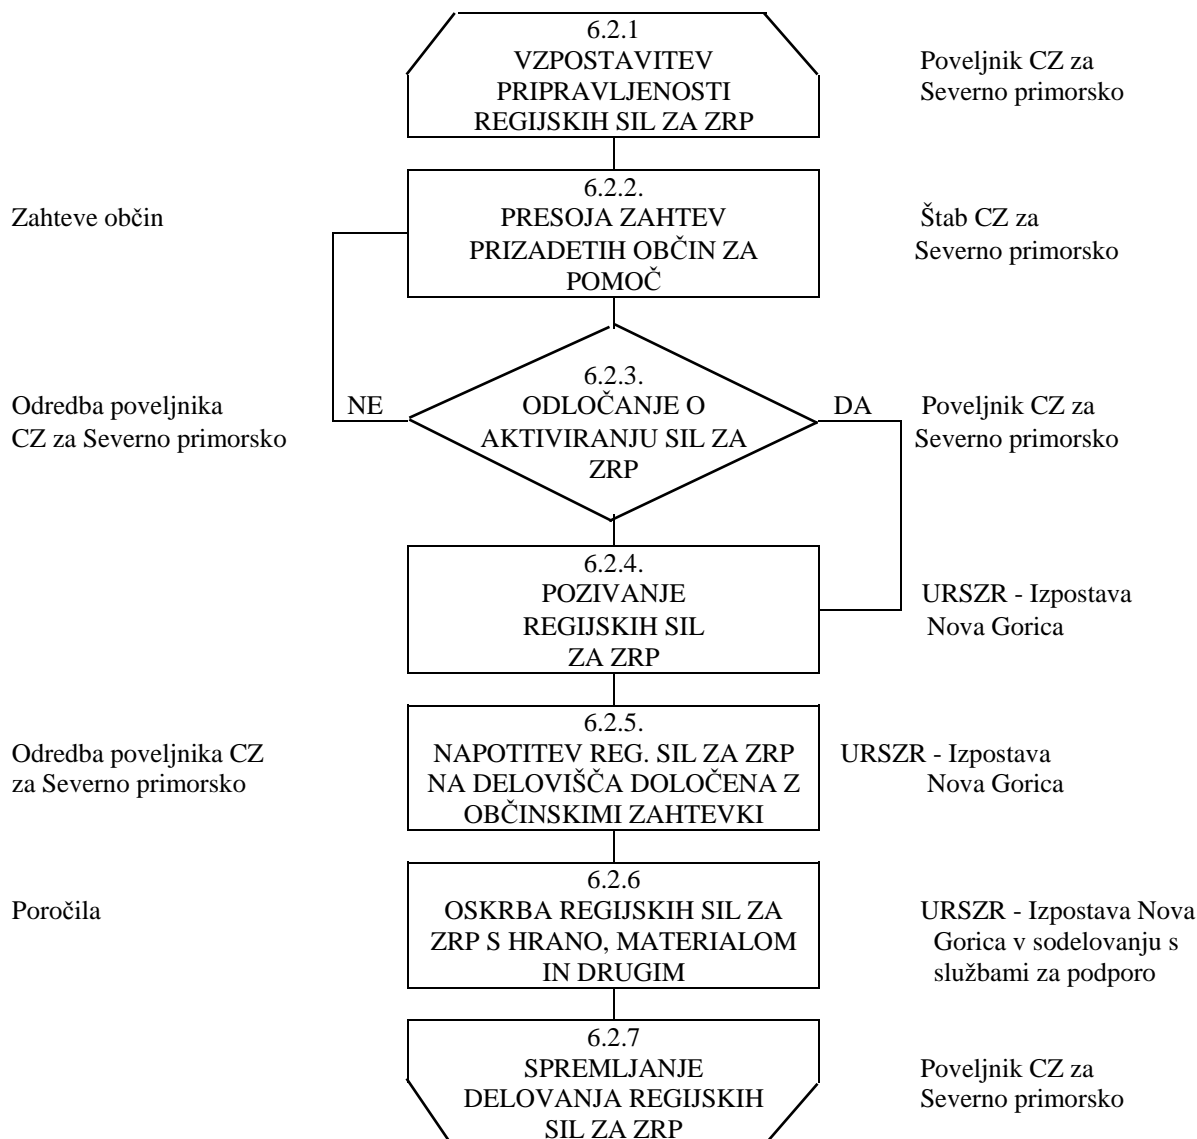 6.2.1
VZPOSTAVITEV
PRIPRAVLJENOSTI
REGIJSKIH SIL ZA ZRP
Poveljnik CZ za
Severno primorsko
Zahteve občin
6.2.2.
PRESOJA ZAHTEV
PRIZADETIH OBČIN ZA
POMOČ
Štab CZ za
Severno primorsko
Odredba poveljnika
CZ za Severno primorsko
NE
6.2.3.
ODLOČANJE O
AKTIVIRANJU SIL ZA
ZRP
DA
Poveljnik CZ za
Severno primorsko
6.2.4.
POZIVANJE
REGIJSKIH SIL
ZA ZRP
URSZR - Izpostava
Nova Gorica
Odredba poveljnika CZ
za Severno primorsko
6.2.5.
NAPOTITEV REG. SIL ZA ZRP
NA DELOVIŠČA DOLOČENA Z
OBČINSKIMI ZAHTEVKI
URSZR - Izpostava
Nova Gorica
Poročila
6.2.6
OSKRBA REGIJSKIH SIL ZA
ZRP S HRANO, MATERIALOM
IN DRUGIM
URSZR - Izpostava Nova
Gorica v sodelovanju s
službami za podporo
6.2.7
SPREMLJANJE
DELOVANJA REGIJSKIH
SIL ZA ZRP
Poveljnik CZ za
Severno primorsko